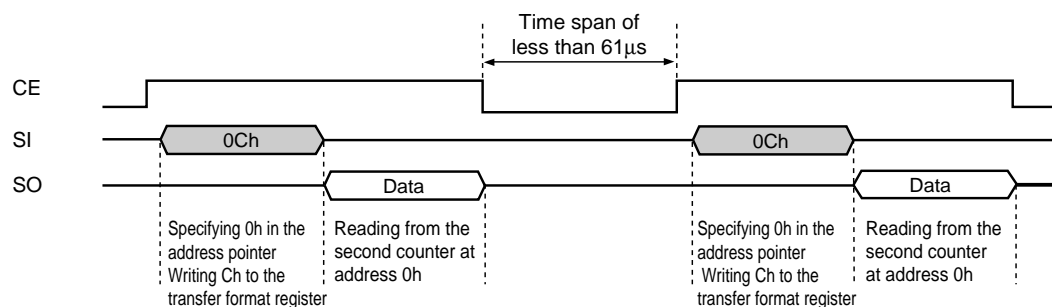 Time span of
less than 61μs
CE
SI
0Ch
0Ch
SO
Data
Data
Specifying 0h in the
address pointer
Writing Ch to the
transfer format register
Reading from the
second counter at
address 0h
Specifying 0h in the
address pointer
Writing Ch to the
transfer format register
Reading from the
second counter
at address 0h